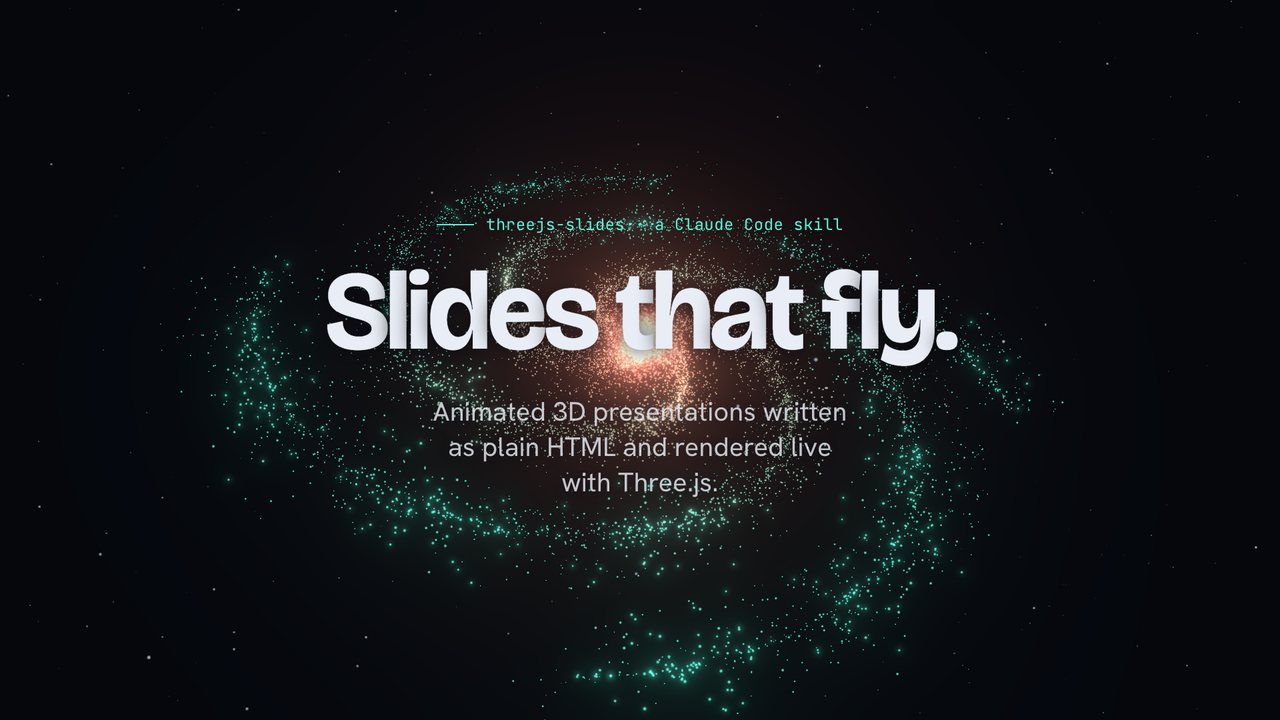 threejs-slides · a Claude Code skill
Slides that fly.
Animated 3D presentations written
as plain HTML and rendered live
with Three.js.